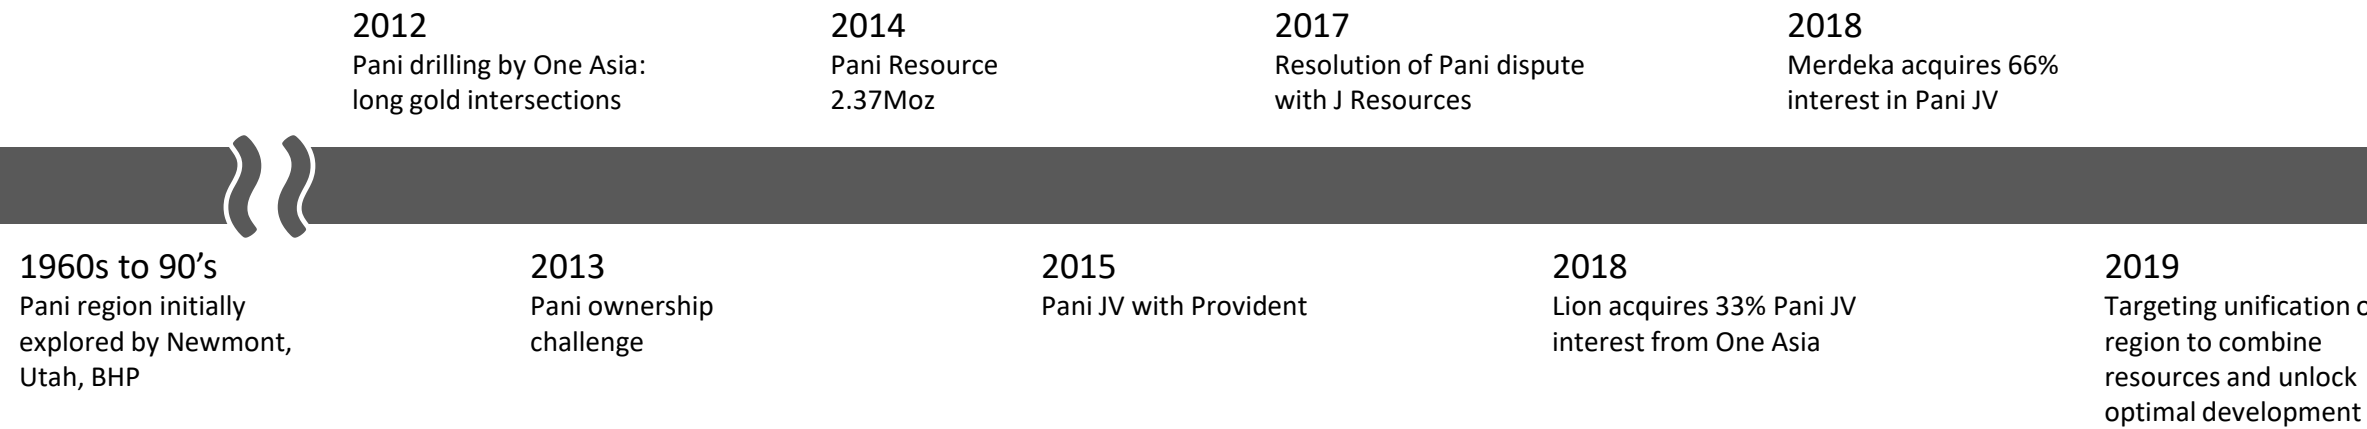 2012
Pani drilling by One Asia:
long gold intersections
2014
Pani Resource
2.37Moz
2017
Resolution of Pani dispute
with J Resources
2018
Merdeka acquires 66%
interest in Pani JV
1960s to 90’s
Pani region initially
explored by Newmont,
Utah, BHP
2013
Pani ownership
challenge
2015
Pani JV with Provident
2018
Lion acquires 33% Pani JV
interest from One Asia
2019
Targeting unification
region to combine
resources and unlock
optimal development